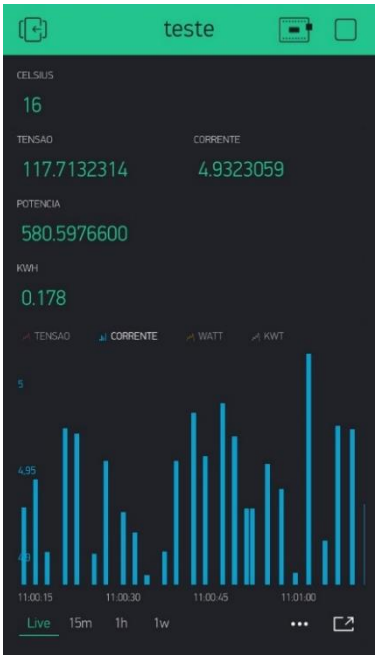 teste
CELSIUS
16
TENSAO CORRENTE
117.7132314 4.9323059
POTENCIA
580.5976600
KWH
0.178
TENSAO CORRENTE WATT KWT
5
4,95
4,9
11:00:15 11:00:30 11:00:45 11:01:00
Live 15m 1h 1w